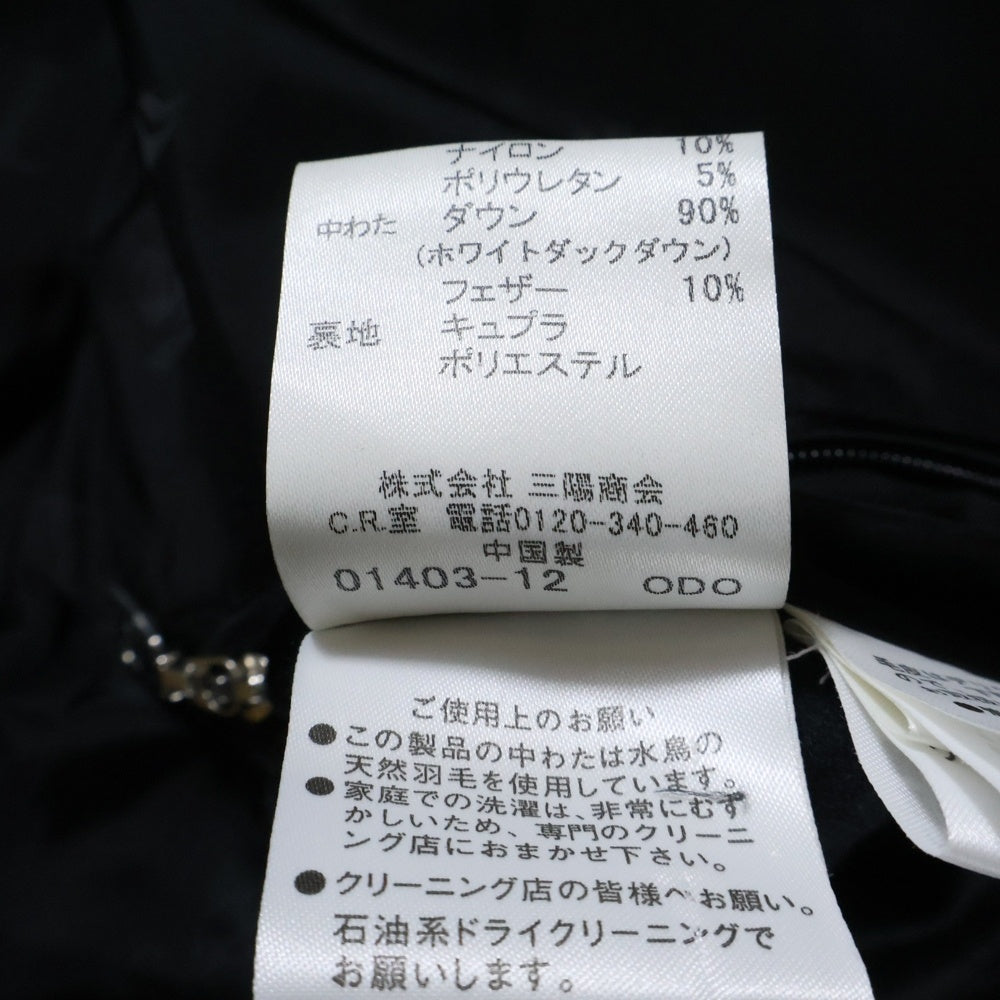 ナイロン 10%
ポリウレタン 5%
中わた ダウン 90%
(ホワイトダックダウン)
フェザー 10%
裏地 キュプラ
ポリエステル
株式会社 三陽商会
C.R.室 電話0120-340-460
中国製
01403-12 ODO
ご使用上のお願い
●この製品の中わたは水鳥の
天然羽毛を使用しています。
●家庭での洗濯は、非常にむず
かしいため、専門のクリーニ
ング店におまかせ下さい。
●クリーニング店の皆様へお願い。
石油系ドライクリーニングで
お願いします。